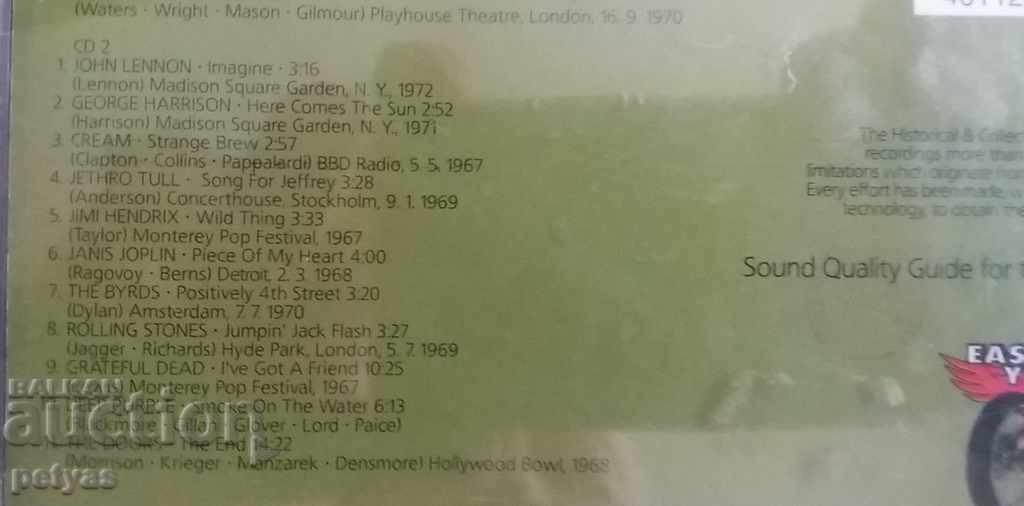 (Waters · Wright · Mason · Gilmour) Playhouse Theatre, London, 16. 9. 1970
CD 2
1. JOHN LENNON · Imagine · 3:16
(Lennon) Madison Square Garden, N. Y., 1972
2. GEORGE HARRISON · Here Comes The Sun 2:52
(Harrison) Madison Square Garden, N. Y., 1971
3. CREAM · Strange Brew 2:57
(Clapton · Collins · Pappalardi) BBD Radio, 5. 5. 1967
4. JETHRO TULL · Song For Jeffrey 3:28
(Anderson) Concerthouse, Stockholm, 9. 1. 1969
5. JIMI HENDRIX · Wild Thing 3:33
(Taylor) Monterey Pop Festival, 1967
6. JANIS JOPLIN · Piece Of My Heart 4:00
(Ragovoy · Berns) Detroit, 2. 3. 1968
7. THE BYRDS · Positively 4th Street 3:20
(Dylan) Amsterdam, 7. 7. 1970
8. ROLLING STONES · Jumpin' Jack Flash 3:27
(Jagger · Richards) Hyde Park, London, 5. 7. 1969
9. GRATEFUL DEAD · I've Got A Friend 10:25
Monterey Pop Festival, 1967
PURPLE · Smoke On The Water 6:13
Blackmore · Gillan · Glover · Lord · Paice)
THE DOORS · The End 14:22
(Morrison · Krieger · Manzarek · Densmore) Hollywood Bowl, 1968
The Historical & Collec
recordings more than
limitations which originate from
Every effort has been made, w
technology, to obtain the
Sound Quality Guide for t
EAS
Y
BALKAN
auction
petyas